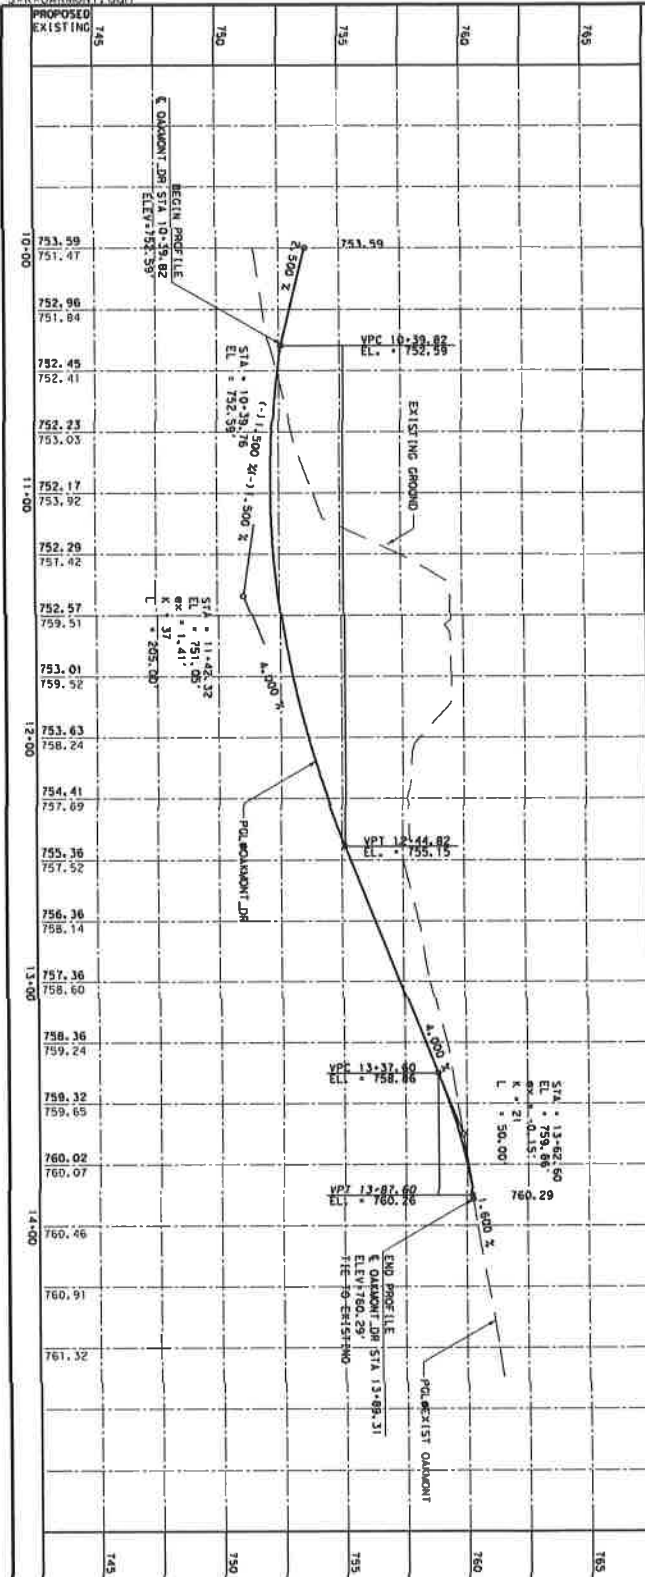 PROPOSED
EXISTING
745
750
755
760
765
BEGIN PROFILE
℄ OAKMONT_DR STA 10+39.82
ELEV=752.59'
2.500 %
753.59
VPC 10+39.82
EL. = 752.59
STA = 10+39.76
EL = 752.59'
(-)1.500 %
(-)1.500 %
EXISTING GROUND
STA = 11+42.32
EL = 751.05'
ex = 1.41'
K = 37
L = 205.00'
4.000 %
PGL@OAKMONT_DR
VPT 12+44.82
EL. = 755.15
4.000 %
VPC 13+37.60
EL. = 758.86
STA = 13+62.60
EL = 759.86'
ex = -0.15'
K = 21
L = 50.00'
VPT 13+87.60
EL. = 760.26
760.29
1.600 %
END PROFILE
℄ OAKMONT_DR STA 13+89.31
ELEV=760.29'
TIE TO EXISTING
PGL@EXIST OAKMONT
753.59
751.47
752.96
751.84
752.45
752.41
752.23
753.03
752.17
753.92
752.29
757.42
752.57
759.51
753.01
759.52
753.63
758.24
754.41
757.69
755.36
757.52
756.36
758.14
757.36
758.60
758.36
759.24
759.32
759.65
760.02
760.07
760.46
760.91
761.32
10+00
11+00
12+00
13+00
14+00
745
750
755
760
765